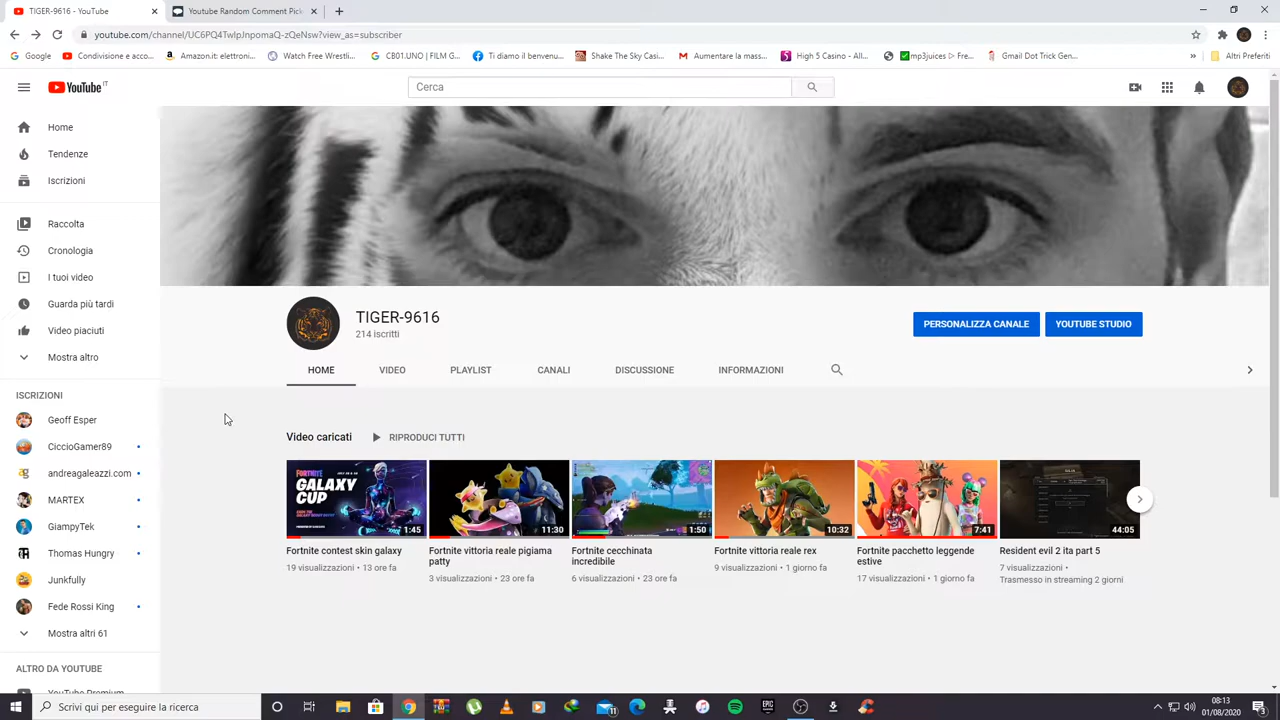 TIGER-9616 - YouTube
Youtube Random Comment Pick
youtube.com/channel/UC6PQ4TwIpJnpomaQ-zQeNsw?view_as=subscriber
Google
Condivisione e acco...
Amazon.it: elettroni...
Watch Free Wrestli...
CB01.UNO | FILM G...
Ti diamo il benvenu...
Shake The Sky Casi...
Aumentare la mass...
High 5 Casino - All...
mp3juices ▷ Fre...
Gmail Dot Trick Gen...
»
Altri Preferiti
YouTube IT
Cerca
Home
Tendenze
Iscrizioni
Raccolta
Cronologia
I tuoi video
Guarda più tardi
Video piaciuti
Mostra altro
ISCRIZIONI
Geoff Esper
CiccioGamer89
andreagaleazzi.com
MARTEX
GiampyTek
Thomas Hungry
Junkfully
Fede Rossi King
Mostra altri 61
ALTRO DA YOUTUBE
YouTube Premium
TIGER-9616
214 iscritti
PERSONALIZZA CANALE
YOUTUBE STUDIO
HOME
VIDEO
PLAYLIST
CANALI
DISCUSSIONE
INFORMAZIONI
Video caricati
RIPRODUCI TUTTI
FORTNITE
GALAXY
CUP
1:45
11:30
1:50
10:32
7:41
44:05
Fortnite contest skin galaxy
19 visualizzazioni • 13 ore fa
Fortnite vittoria reale pigiama
patty
3 visualizzazioni • 23 ore fa
Fortnite cecchinata
incredibile
6 visualizzazioni • 23 ore fa
Fortnite vittoria reale rex
9 visualizzazioni • 1 giorno fa
Fortnite pacchetto leggende
estive
17 visualizzazioni • 1 giorno fa
Resident evil 2 ita part 5
7 visualizzazioni •
Trasmesso in streaming 2 giorni
Scrivi qui per eseguire la ricerca
11
EPIC
08:13
01/08/2020
3